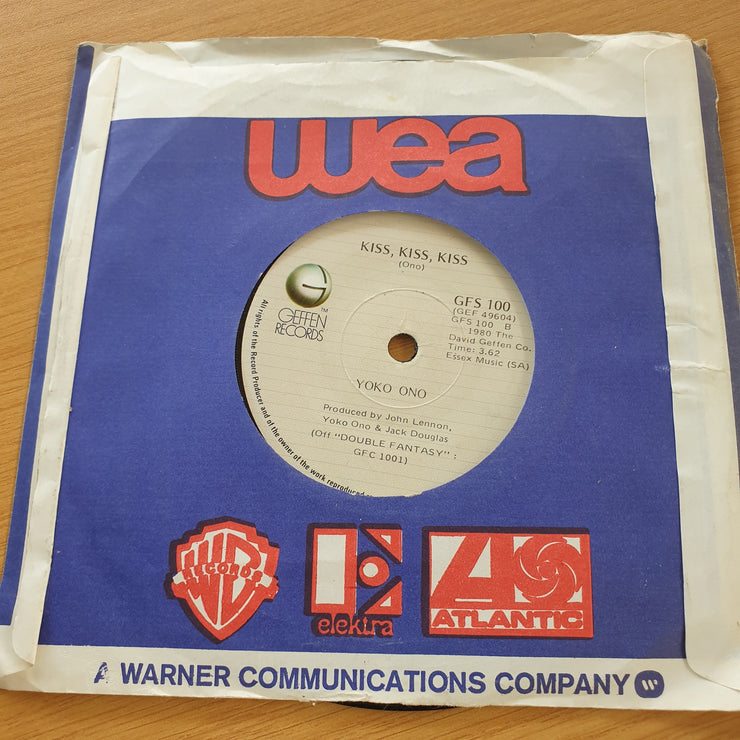 wea
KISS, KISS, KISS
(Ono)
GEFFEN
RECORDS
TM
GFS 100
(GEF 49604)
GFS 100 B
1980 The
David Geffen Co.
Time: 3.62
Essex Music (SA)
YOKO ONO
Produced by John Lennon,
Yoko Ono & Jack Douglas
(Off "DOUBLE FANTASY" :
GFC 1001)
All rights of the Record Producer and of the owner of the work reproduced
WB
RECORDS
elektra
ATLANTIC
A WARNER COMMUNICATIONS COMPANY